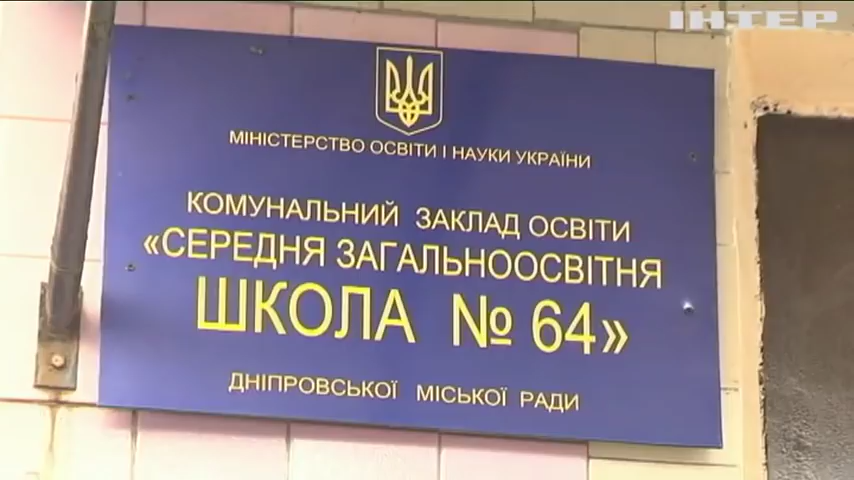 ІНТЕР
МІНІСТЕРСТВО ОСВІТИ І НАУКИ УКРАЇНИ
КОМУНАЛЬНИЙ ЗАКЛАД ОСВІТИ
«СЕРЕДНЯ ЗАГАЛЬНООСВІТНЯ
ШКОЛА № 64»
ДНІПРОВСЬКОЇ МІСЬКОЇ РАДИ